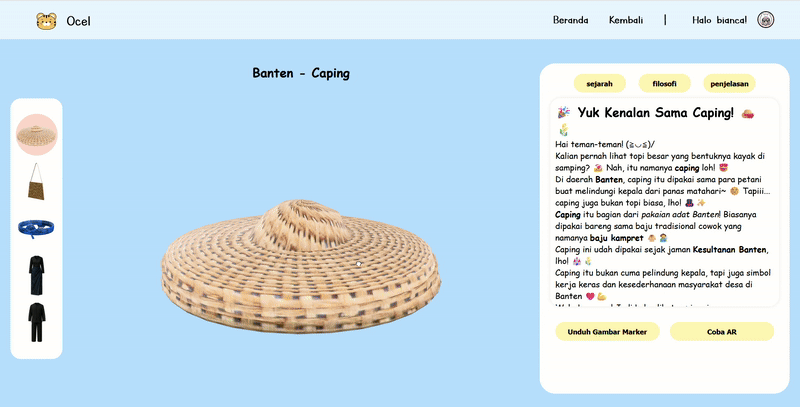 Ocel
Beranda Kembali | Halo bianca!
Banten - Caping
sejarah filosofi penjelasan
🎉 Yuk Kenalan Sama Caping!
Hai teman-teman! (≧◡≦)/
Kalian pernah lihat topi besar yang bentuknya kayak di
samping? Nah, itu namanya caping loh!
Di daerah Banten, caping itu dipakai sama para petani
buat melindungi kepala dari panas matahari~ Tapiii...
caping juga bukan topi biasa, lho! 🎩 ✨
Caping itu bagian dari pakaian adat Banten! Biasanya
dipakai bareng sama baju tradisional cowok yang
namanya baju kampret
Caping ini udah dipakai sejak jaman Kesultanan Banten,
lho!
Caping itu bukan cuma pelindung kepala, tapi juga simbol
kerja keras dan kesederhanaan masyarakat desa di
Banten ❤️ 💪
Unduh Gambar Marker Coba AR